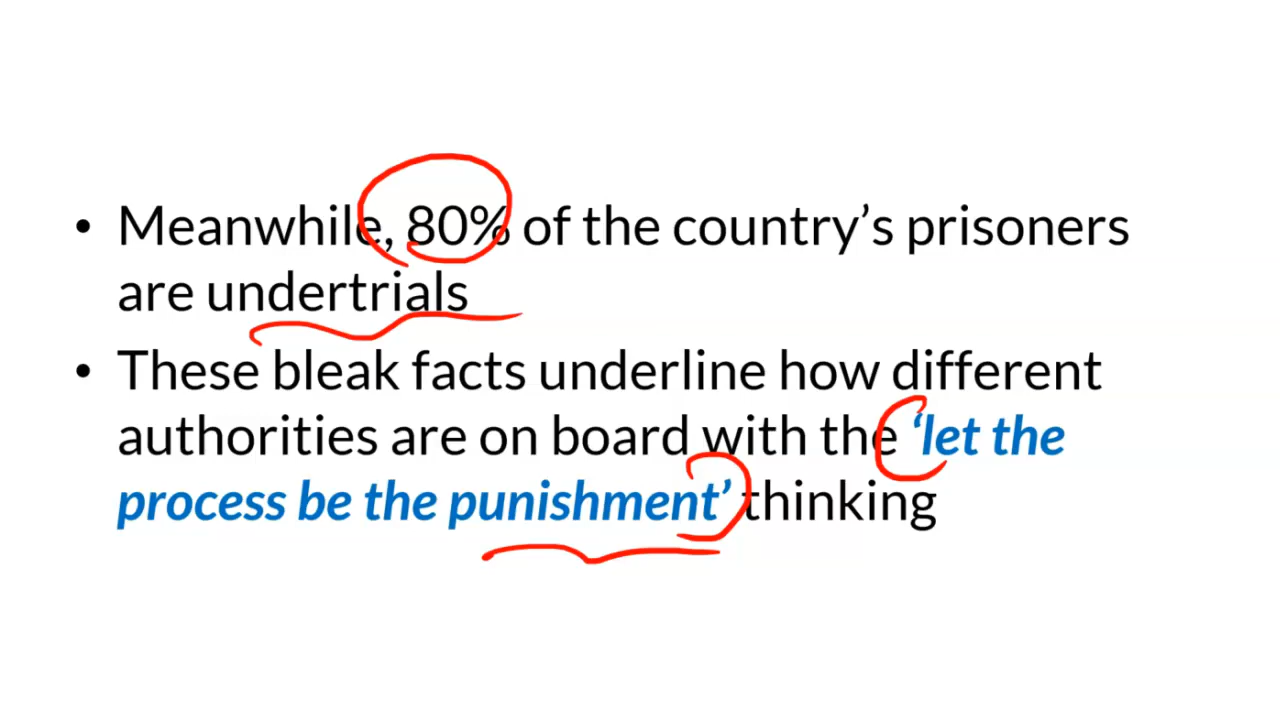 • Meanwhile, 80% of the country’s prisoners
are undertrials
• These bleak facts underline how different
authorities are on board with the ‘let the
process be the punishment’ thinking